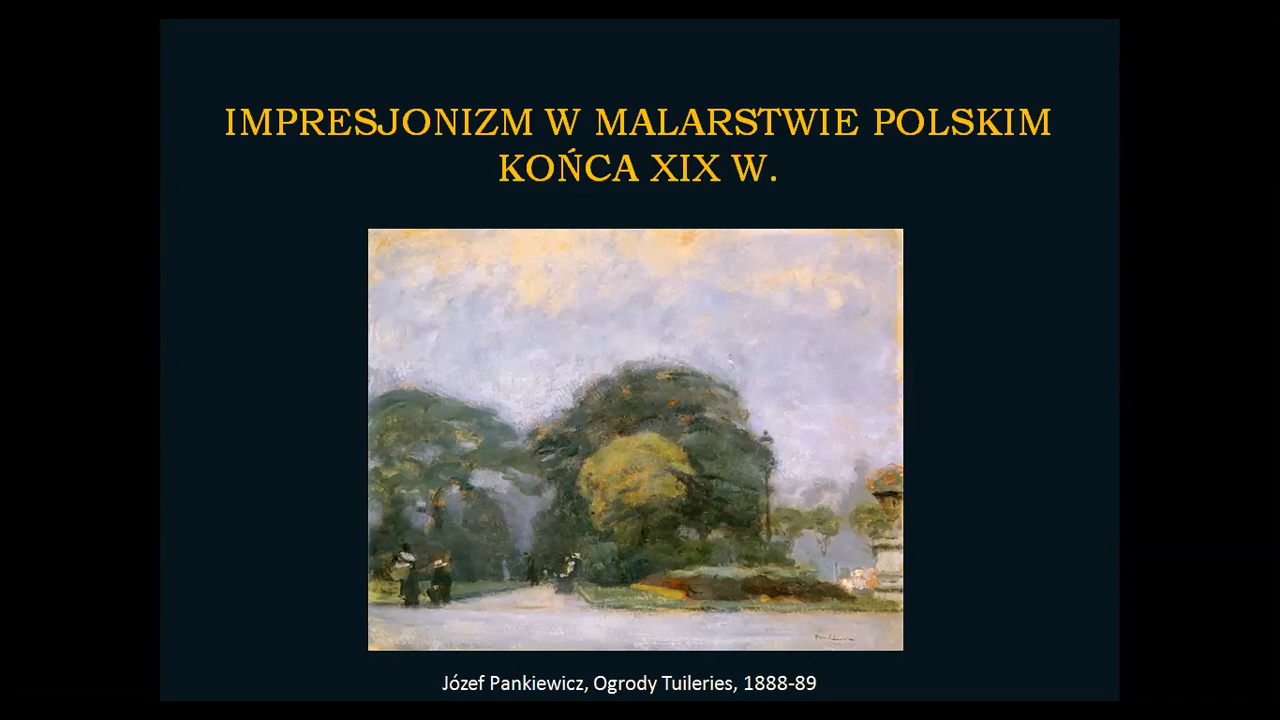 IMPRESJONIZM W MALARSTWIE POLSKIM
KOŃCA XIX W.
Józef Pankiewicz, Ogrody Tuileries, 1888-89